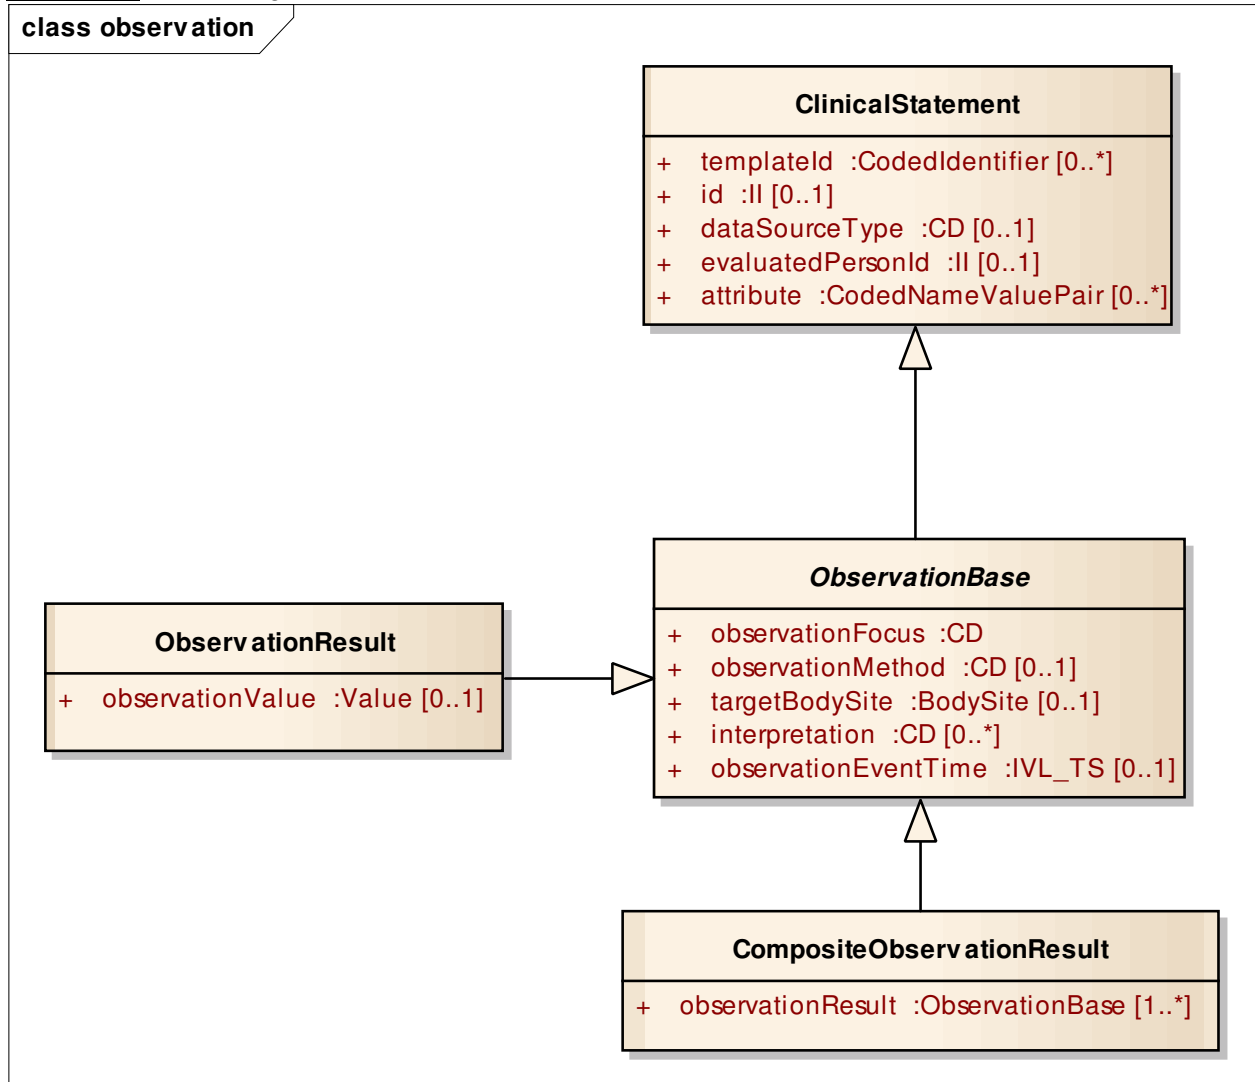 class observation
ClinicalStatement
+ templateId :CodedIdentifier [0..*]
+ id :II [0..1]
+ dataSourceType :CD [0..1]
+ evaluatedPersonId :II [0..1]
+ attribute :CodedNameValuePair [0..*]
ObservationBase
+ observationFocus :CD
+ observationMethod :CD [0..1]
+ targetBodySite :BodySite [0..1]
+ interpretation :CD [0..*]
+ observationEventTime :IVL_TS [0..1]
ObservationResult
+ observationValue :Value [0..1]
CompositeObservationResult
+ observationResult :ObservationBase [1..*]